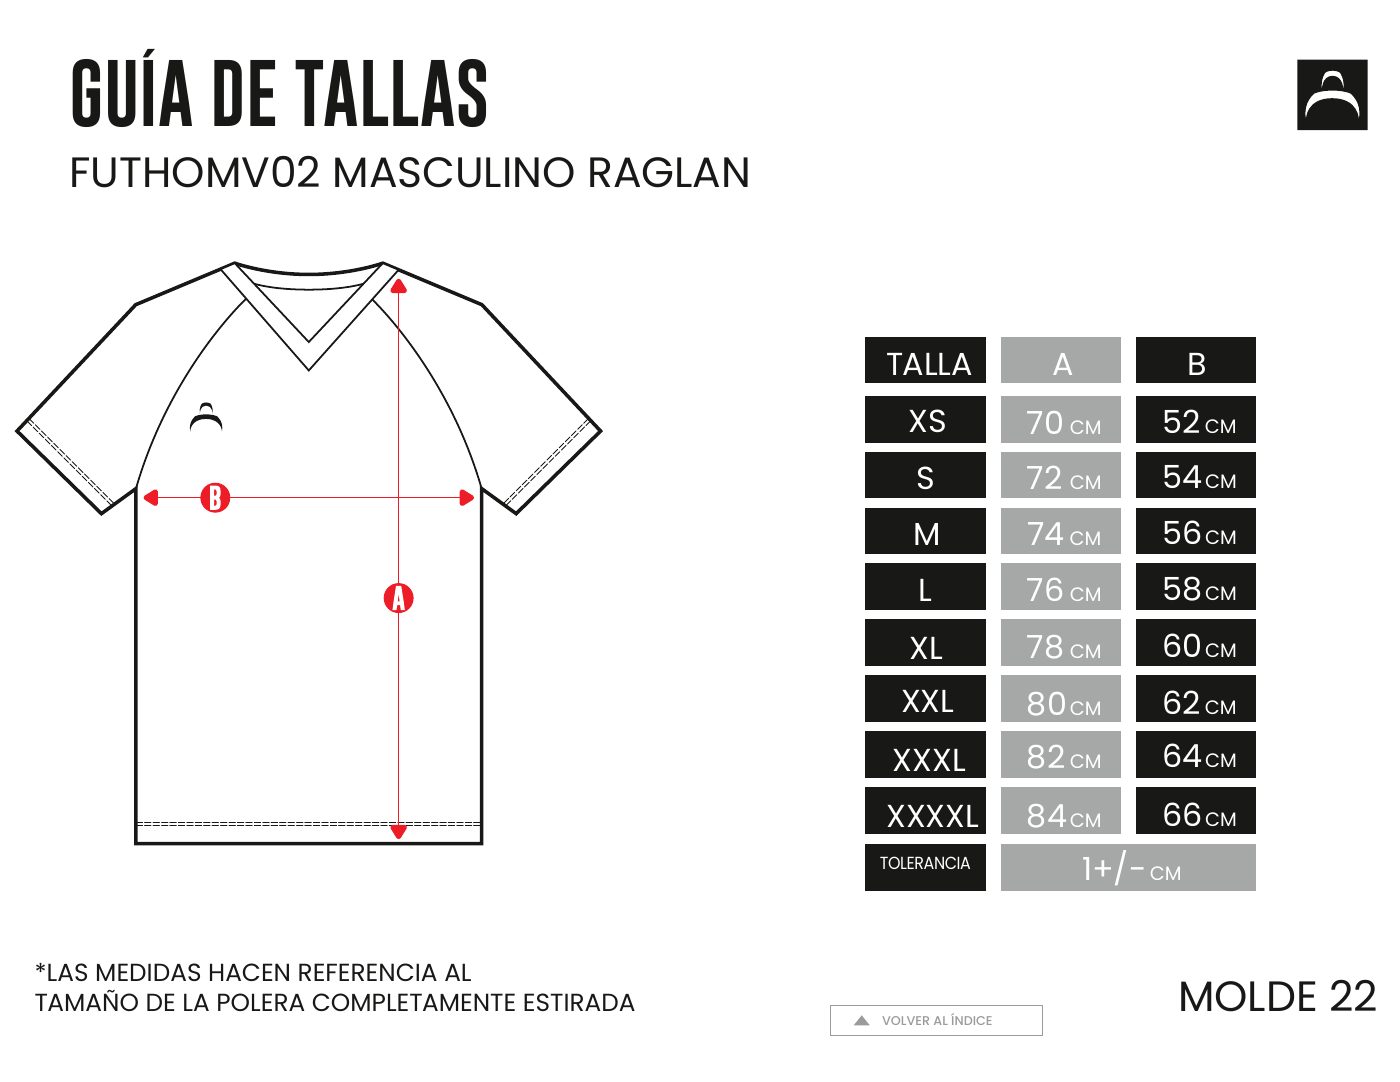 GUÍA DE TALLAS
FUTHOMV02 MASCULINO RAGLAN
B
A
TALLA A B
XS 70 CM 52 CM
S 72 CM 54 CM
M 74 CM 56 CM
L 76 CM 58 CM
XL 78 CM 60 CM
XXL 80 CM 62 CM
XXXL 82 CM 64 CM
XXXXL 84 CM 66 CM
TOLERANCIA 1+/- CM
*LAS MEDIDAS HACEN REFERENCIA AL
TAMAÑO DE LA POLERA COMPLETAMENTE ESTIRADA
VOLVER AL ÍNDICE
MOLDE 22